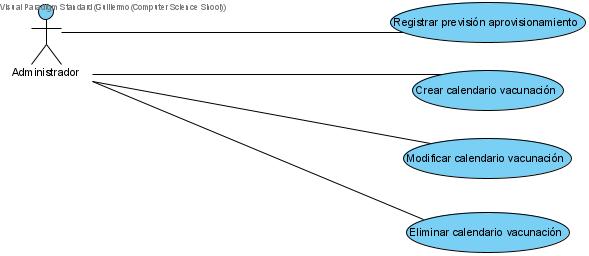 Visual Paradigm Standard (Guillermo (Computer Science Shool))
Registrar previsión aprovisionamiento
Administrador
Crear calendario vacunación
Modificar calendario vacunación
Eliminar calendario vacunación